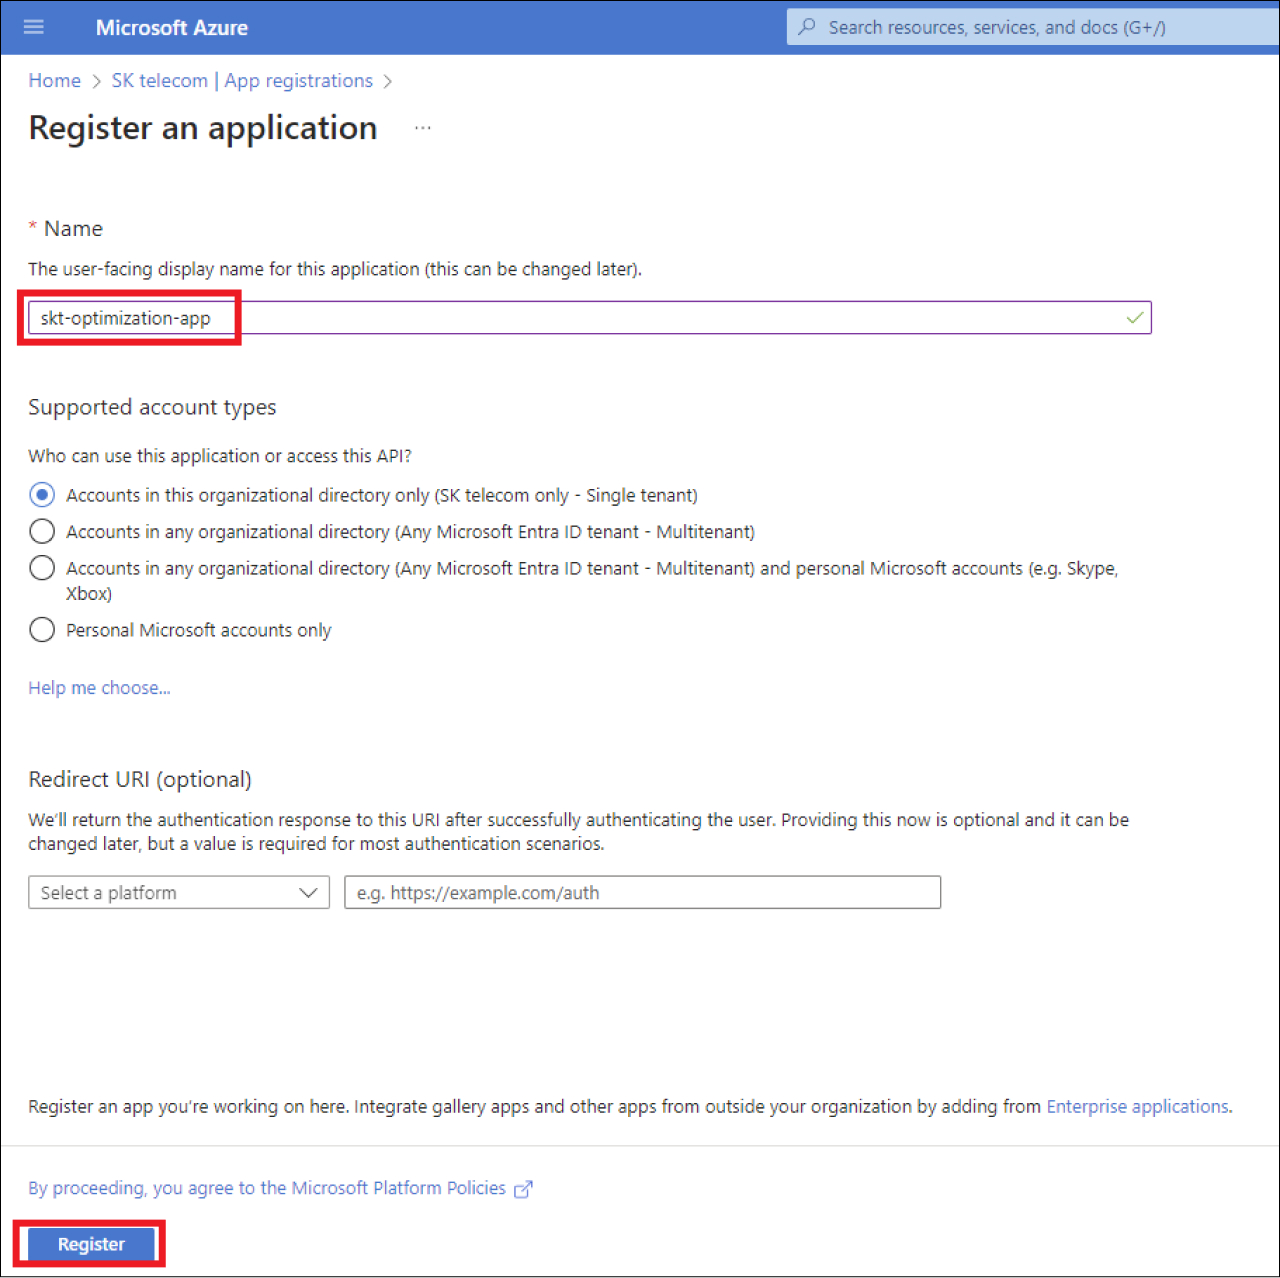 Microsoft Azure
Search resources, services, and docs (G+/)
Home > SK telecom | App registrations >
Register an application ...
* Name
The user-facing display name for this application (this can be changed later).
skt-optimization-app
Supported account types
Who can use this application or access this API?
Accounts in this organizational directory only (SK telecom only - Single tenant)
Accounts in any organizational directory (Any Microsoft Entra ID tenant - Multitenant)
Accounts in any organizational directory (Any Microsoft Entra ID tenant - Multitenant) and personal Microsoft accounts (e.g. Skype,
Xbox)
Personal Microsoft accounts only
Help me choose...
Redirect URI (optional)
We'll return the authentication response to this URI after successfully authenticating the user. Providing this now is optional and it can be
changed later, but a value is required for most authentication scenarios.
Select a platform
e.g. https://example.com/auth
Register an app you're working on here. Integrate gallery apps and other apps from outside your organization by adding from Enterprise applications.
By proceeding, you agree to the Microsoft Platform Policies
Register